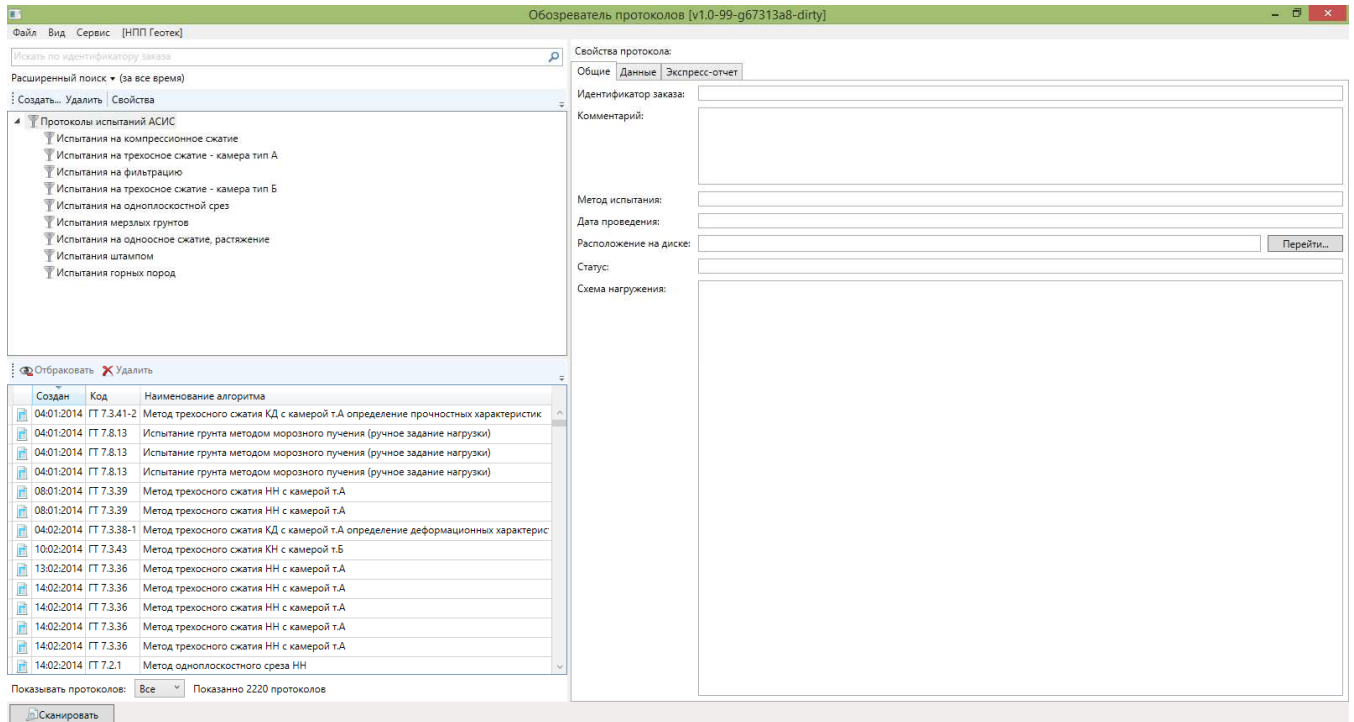 Обозреватель протоколов [v1.0-99-g67313a8-dirty]
Файл Вид Сервис [НПП Геотек]
Искать по идентификатору заказа
Расширенный поиск ▾ (за все время)
Создать... Удалить Свойства
Протоколы испытаний АСИС
Испытания на компрессионное сжатие
Испытания на трехосное сжатие - камера тип А
Испытания на фильтрацию
Испытания на трехосное сжатие - камера тип Б
Испытания на одноплоскостной срез
Испытания мерзлых грунтов
Испытания на одноосное сжатие, растяжение
Испытания штампом
Испытания горных пород
Отбраковать Удалить
Создан Код Наименование алгоритма
04:01:2014 ГТ 7.3.41-2 Метод трехосного сжатия КД с камерой т.А определение прочностных характеристик
04:01:2014 ГТ 7.8.13 Испытание грунта методом морозного пучения (ручное задание нагрузки)
04:01:2014 ГТ 7.8.13 Испытание грунта методом морозного пучения (ручное задание нагрузки)
04:01:2014 ГТ 7.8.13 Испытание грунта методом морозного пучения (ручное задание нагрузки)
08:01:2014 ГТ 7.3.39 Метод трехосного сжатия НН с камерой т.А
08:01:2014 ГТ 7.3.39 Метод трехосного сжатия НН с камерой т.А
04:02:2014 ГТ 7.3.38-1 Метод трехосного сжатия КД с камерой т.А определение деформационных характерис
10:02:2014 ГТ 7.3.43 Метод трехосного сжатия КН с камерой т.Б
13:02:2014 ГТ 7.3.36 Метод трехосного сжатия НН с камерой т.А
14:02:2014 ГТ 7.3.36 Метод трехосного сжатия НН с камерой т.А
14:02:2014 ГТ 7.3.36 Метод трехосного сжатия НН с камерой т.А
14:02:2014 ГТ 7.3.36 Метод трехосного сжатия НН с камерой т.А
14:02:2014 ГТ 7.3.36 Метод трехосного сжатия НН с камерой т.А
14:02:2014 ГТ 7.2.1 Метод одноплоскостного среза НН
Показывать протоколов: Все Показанно 2220 протоколов
Сканировать
Свойства протокола:
Общие Данные Экспресс-отчет
Идентификатор заказа:
Комментарий:
Метод испытания:
Дата проведения:
Расположение на диске: Перейти...
Статус:
Схема нагружения: